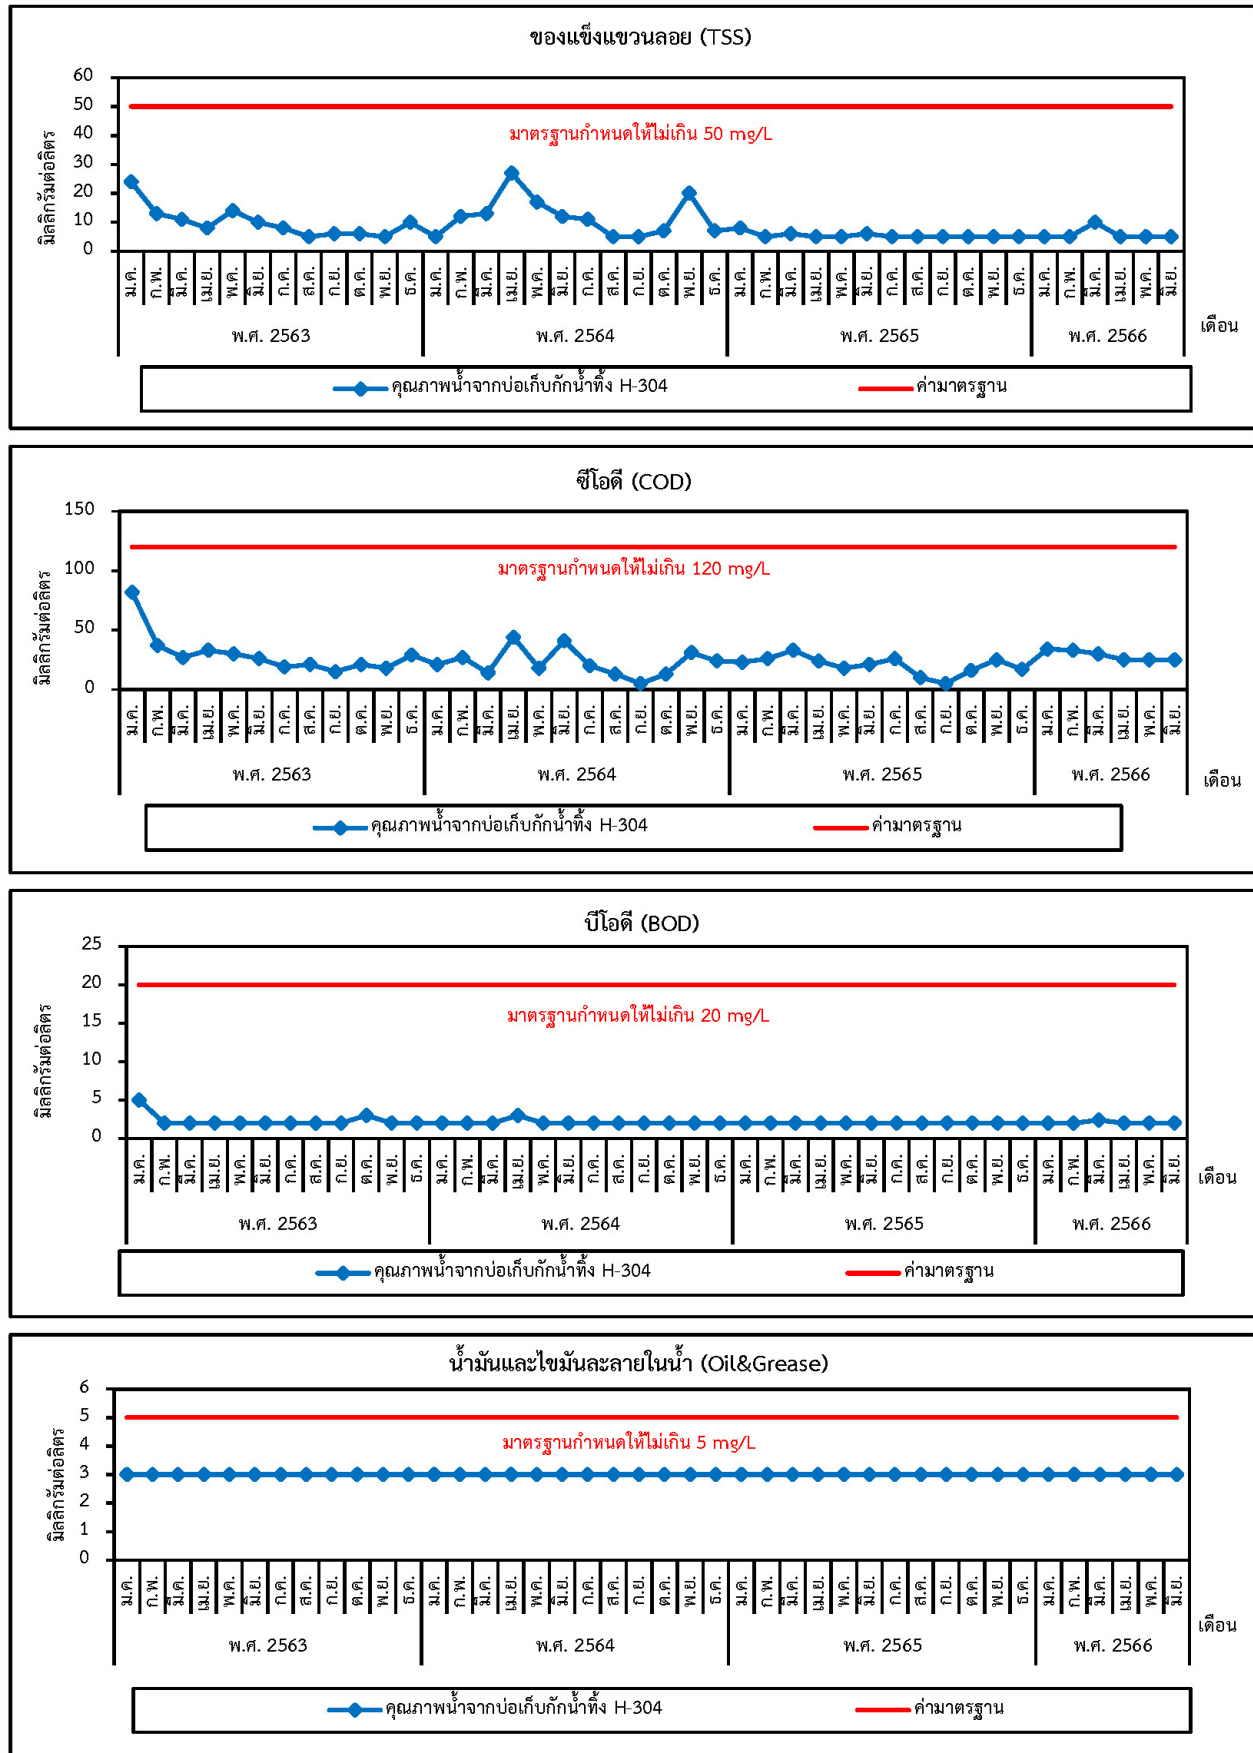 ของแข็งแขวนลอย (TSS)
มิลลิกรัมต่อลิตร
60
50
40
30
20
10
0
มาตรฐานกำหนดให้ไม่เกิน 50 mg/L
ม.ค. ก.พ. มี.ค. เม.ย. พ.ค. มิ.ย. ก.ค. ส.ค. ก.ย. ต.ค. พ.ย. ธ.ค. ม.ค. ก.พ. มี.ค. เม.ย. พ.ค. มิ.ย. ก.ค. ส.ค. ก.ย. ต.ค. พ.ย. ธ.ค. ม.ค. ก.พ. มี.ค. เม.ย. พ.ค. มิ.ย. ก.ค. ส.ค. ก.ย. ต.ค. พ.ย. ธ.ค. ม.ค. ก.พ. มี.ค. เม.ย. พ.ค. มิ.ย.
พ.ศ. 2563 พ.ศ. 2564 พ.ศ. 2565 พ.ศ. 2566
เดือน
คุณภาพน้ำจากบ่อเก็บกักน้ำทิ้ง H-304 ค่ามาตรฐาน
ซีโอดี (COD)
มิลลิกรัมต่อลิตร
150
100
50
0
มาตรฐานกำหนดให้ไม่เกิน 120 mg/L
ม.ค. ก.พ. มี.ค. เม.ย. พ.ค. มิ.ย. ก.ค. ส.ค. ก.ย. ต.ค. พ.ย. ธ.ค. ม.ค. ก.พ. มี.ค. เม.ย. พ.ค. มิ.ย. ก.ค. ส.ค. ก.ย. ต.ค. พ.ย. ธ.ค. ม.ค. ก.พ. มี.ค. เม.ย. พ.ค. มิ.ย. ก.ค. ส.ค. ก.ย. ต.ค. พ.ย. ธ.ค. ม.ค. ก.พ. มี.ค. เม.ย. พ.ค. มิ.ย.
พ.ศ. 2563 พ.ศ. 2564 พ.ศ. 2565 พ.ศ. 2566
เดือน
คุณภาพน้ำจากบ่อเก็บกักน้ำทิ้ง H-304 ค่ามาตรฐาน
บีโอดี (BOD)
มิลลิกรัมต่อลิตร
25
20
15
10
5
0
มาตรฐานกำหนดให้ไม่เกิน 20 mg/L
ม.ค. ก.พ. มี.ค. เม.ย. พ.ค. มิ.ย. ก.ค. ส.ค. ก.ย. ต.ค. พ.ย. ธ.ค. ม.ค. ก.พ. มี.ค. เม.ย. พ.ค. มิ.ย. ก.ค. ส.ค. ก.ย. ต.ค. พ.ย. ธ.ค. ม.ค. ก.พ. มี.ค. เม.ย. พ.ค. มิ.ย. ก.ค. ส.ค. ก.ย. ต.ค. พ.ย. ธ.ค. ม.ค. ก.พ. มี.ค. เม.ย. พ.ค. มิ.ย.
พ.ศ. 2563 พ.ศ. 2564 พ.ศ. 2565 พ.ศ. 2566
เดือน
คุณภาพน้ำจากบ่อเก็บกักน้ำทิ้ง H-304 ค่ามาตรฐาน
น้ำมันและไขมันละลายในน้ำ (Oil&Grease)
มิลลิกรัมต่อลิตร
6
5
4
3
2
1
0
มาตรฐานกำหนดให้ไม่เกิน 5 mg/L
ม.ค. ก.พ. มี.ค. เม.ย. พ.ค. มิ.ย. ก.ค. ส.ค. ก.ย. ต.ค. พ.ย. ธ.ค. ม.ค. ก.พ. มี.ค. เม.ย. พ.ค. มิ.ย. ก.ค. ส.ค. ก.ย. ต.ค. พ.ย. ธ.ค. ม.ค. ก.พ. มี.ค. เม.ย. พ.ค. มิ.ย. ก.ค. ส.ค. ก.ย. ต.ค. พ.ย. ธ.ค. ม.ค. ก.พ. มี.ค. เม.ย. พ.ค. มิ.ย.
พ.ศ. 2563 พ.ศ. 2564 พ.ศ. 2565 พ.ศ. 2566
เดือน
คุณภาพน้ำจากบ่อเก็บกักน้ำทิ้ง H-304 ค่ามาตรฐาน